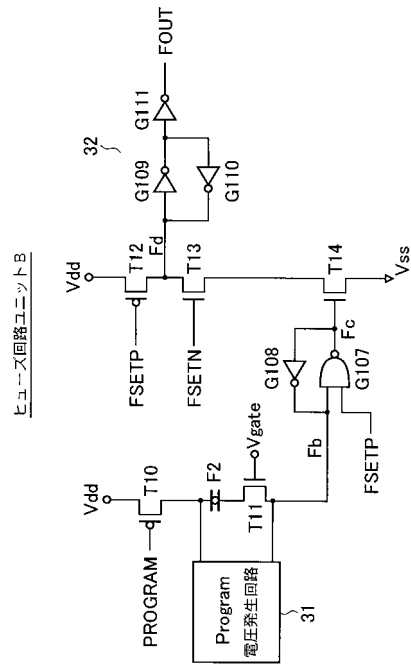 ヒューズ回路ユニットB
Vdd
PROGRAM
T10
F2
Vgate
T11
Program
電圧発生回路
31
Fb
FSETP
G107
G108
Fc
Vdd
FSETP
T12
Fd
FSETN
T13
T14
Vss
G109
G110
G111
FOUT
32